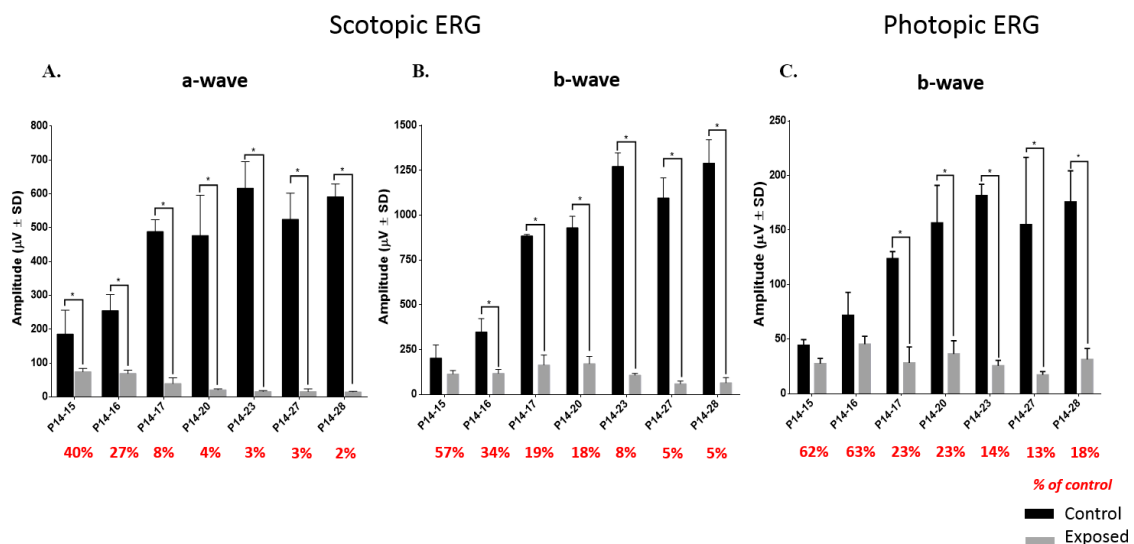 Scotopic ERG
Photopic ERG
A.
a-wave
Amplitude (µV ± SD)
800
700
600
500
400
300
200
100
0
* * * * * * *
P14-15 P14-16 P14-17 P14-20 P14-23 P14-27 P14-28
40% 27% 8% 4% 3% 3% 2%
B.
b-wave
Amplitude (µV ± SD)
1500
1250
1000
750
500
250
0
* * * * * *
P14-15 P14-16 P14-17 P14-20 P14-23 P14-27 P14-28
57% 34% 19% 18% 8% 5% 5%
C.
b-wave
Amplitude (µV ± SD)
250
200
150
100
50
0
* * * * *
P14-15 P14-16 P14-17 P14-20 P14-23 P14-27 P14-28
62% 63% 23% 23% 14% 13% 18%
% of control
Control
Exposed